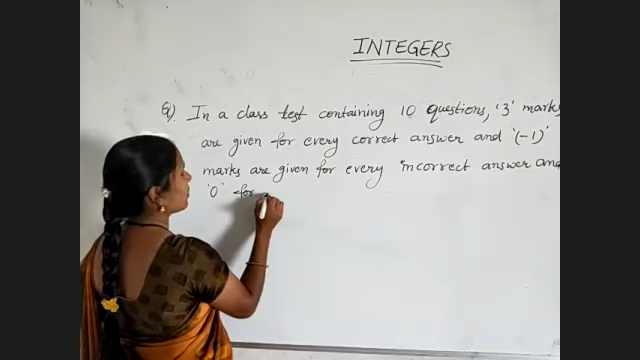 INTEGERS
Q) In a class test containing 10 questions, '3' marks
are given for every correct answer and '(-1)'
marks are given for every incorrect answer and
'0' for